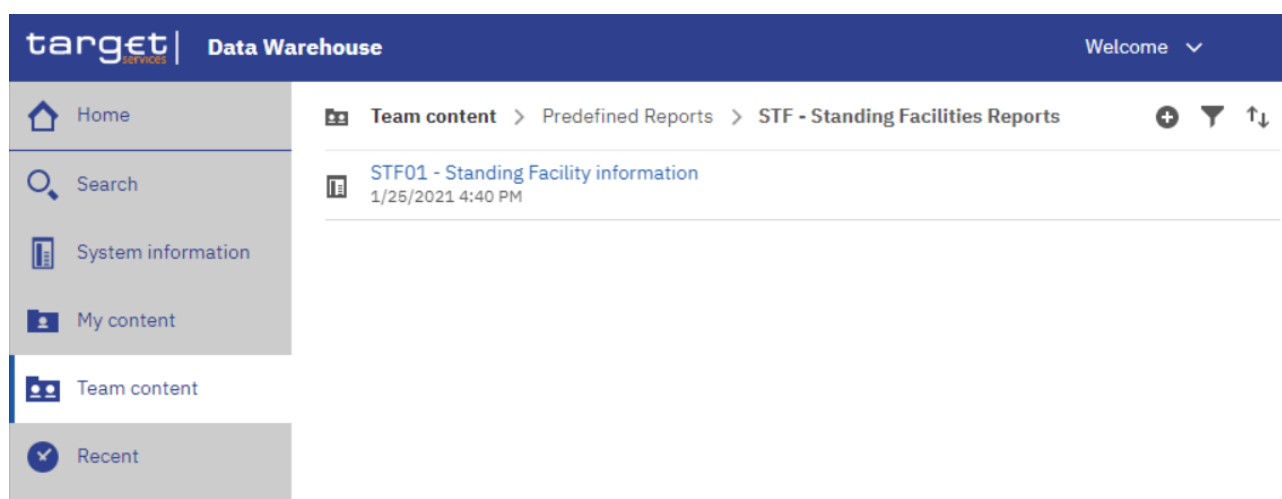 target| Data Warehouse Welcome
services
Home
Team content > Predefined Reports > STF - Standing Facilities Reports
STF01 - Standing Facility information
1/25/2021 4:40 PM
Search
System information
My content
Team content
Recent